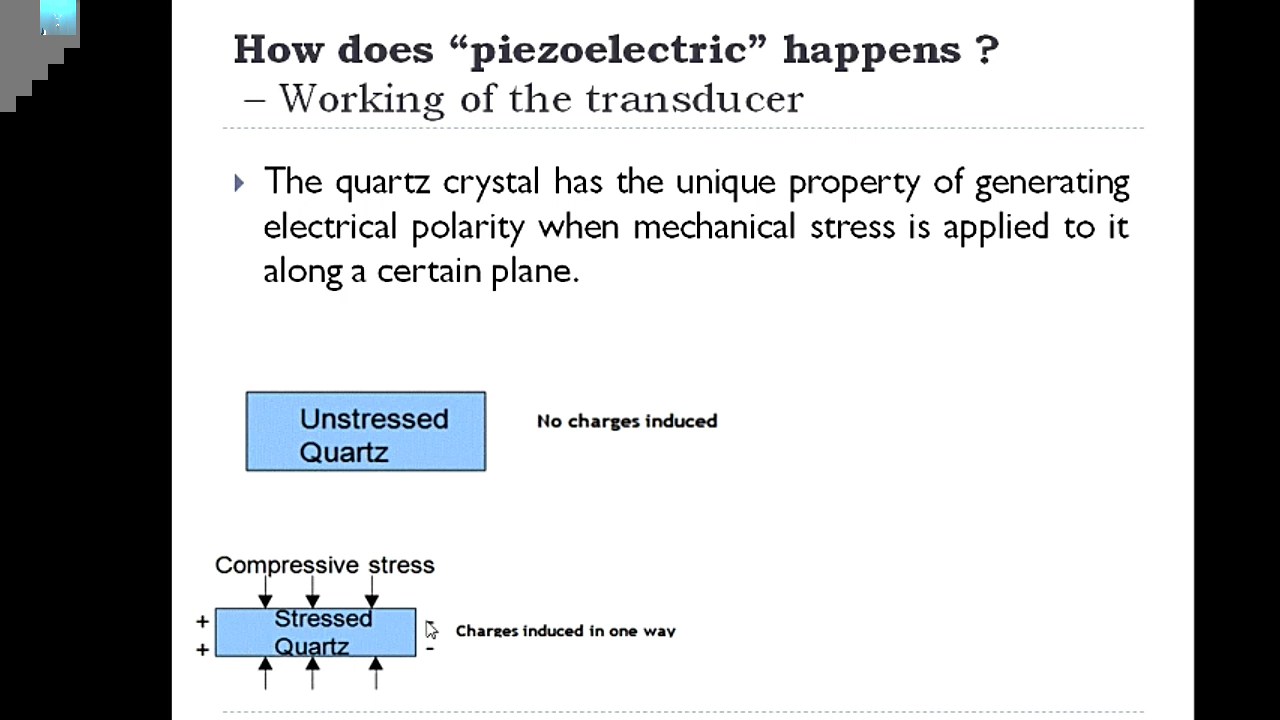 How does “piezoelectric” happens ?
– Working of the transducer
The quartz crystal has the unique property of generating
electrical polarity when mechanical stress is applied to it
along a certain plane.
Unstressed
Quartz
No charges induced
Compressive stress
+ Stressed -
+ Quartz -
Charges induced in one way